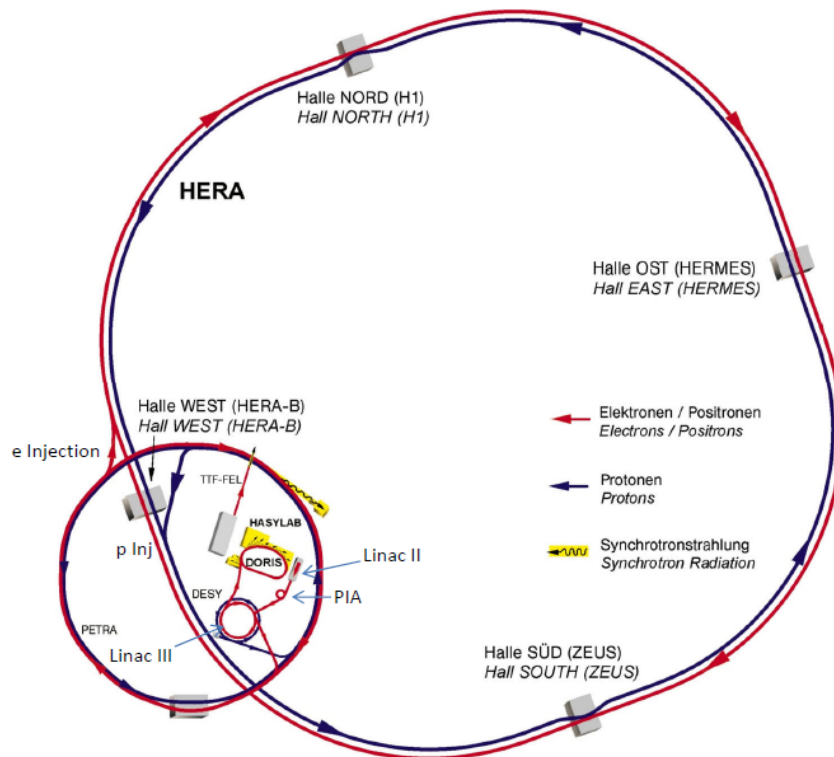 Halle NORD (H1)
Hall NORTH (H1)
HERA
Halle OST (HERMES)
Hall EAST (HERMES)
Halle WEST (HERA-B)
Hall WEST (HERA-B)
e Injection
Elektronen / Positronen
Electrons / Positrons
Protonen
Protons
Synchrotronstrahlung
Synchrotron Radiation
TTF-FEL
HASYLAB
p Inj
DORIS
Linac II
DESY
PIA
PETRA
Linac III
Halle SÜD (ZEUS)
Hall SOUTH (ZEUS)